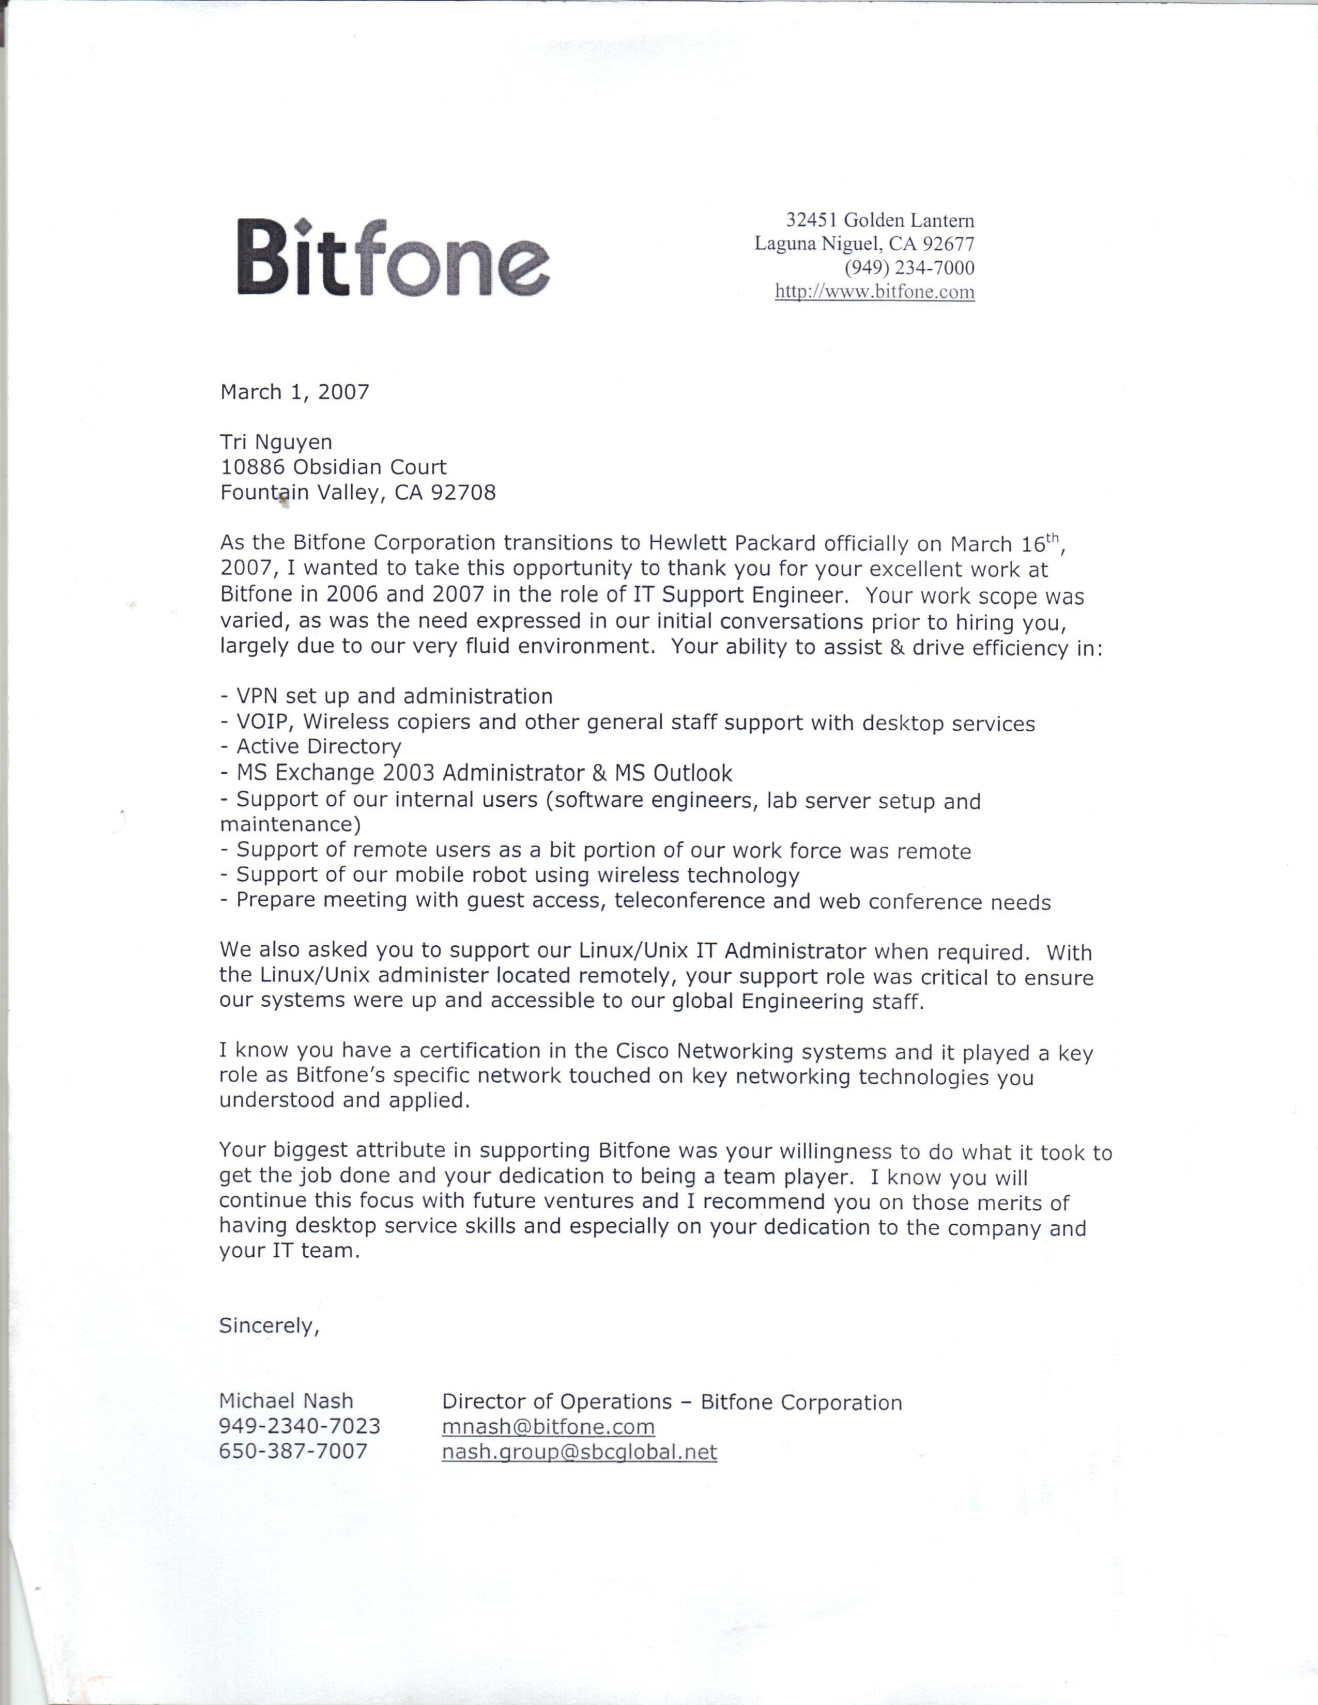 Bitfone
32451 Golden Lantern
Laguna Niguel, CA 92677
(949) 234-7000
http://www.bitfone.com
March 1, 2007
Tri Nguyen
10886 Obsidian Court
Fountain Valley, CA 92708
As the Bitfone Corporation transitions to Hewlett Packard officially on March 16th,
2007, I wanted to take this opportunity to thank you for your excellent work at
Bitfone in 2006 and 2007 in the role of IT Support Engineer.  Your work scope was
varied, as was the need expressed in our initial conversations prior to hiring you,
largely due to our very fluid environment.  Your ability to assist & drive efficiency in:
- VPN set up and administration
- VOIP, Wireless copiers and other general staff support with desktop services
- Active Directory
- MS Exchange 2003 Administrator & MS Outlook
- Support of our internal users (software engineers, lab server setup and
maintenance)
- Support of remote users as a bit portion of our work force was remote
- Support of our mobile robot using wireless technology
- Prepare meeting with guest access, teleconference and web conference needs
We also asked you to support our Linux/Unix IT Administrator when required.  With
the Linux/Unix administer located remotely, your support role was critical to ensure
our systems were up and accessible to our global Engineering staff.
I know you have a certification in the Cisco Networking systems and it played a key
role as Bitfone's specific network touched on key networking technologies you
understood and applied.
Your biggest attribute in supporting Bitfone was your willingness to do what it took to
get the job done and your dedication to being a team player.  I know you will
continue this focus with future ventures and I recommend you on those merits of
having desktop service skills and especially on your dedication to the company and
your IT team.
Sincerely,
Michael Nash Director of Operations – Bitfone Corporation
949-2340-7023 mnash@bitfone.com
650-387-7007 nash.group@sbcglobal.net